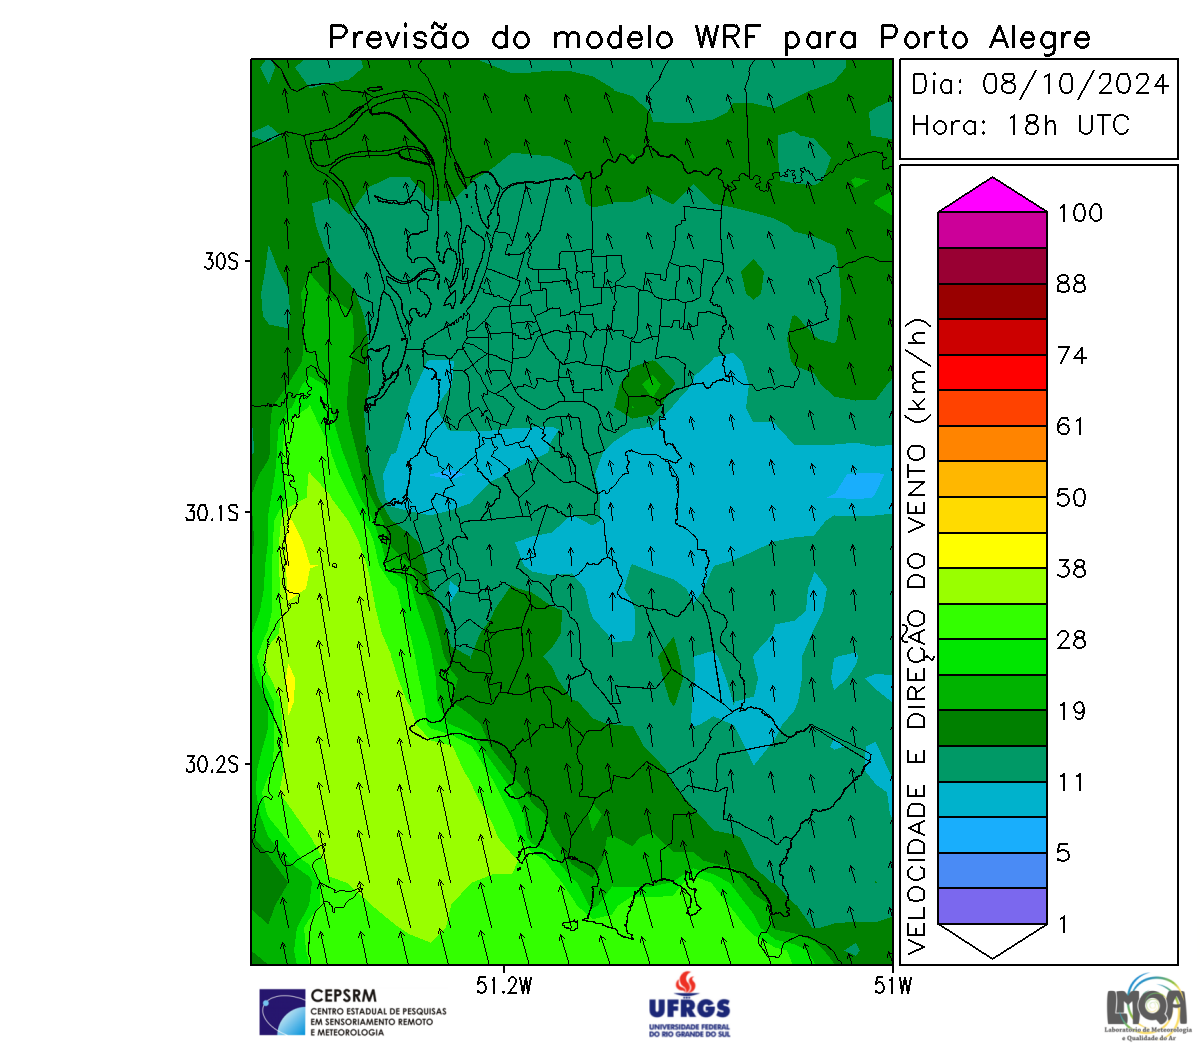 Previsão do modelo WRF para Porto Alegre
Dia: 08/10/2024
Hora: 18h UTC
100
88
74
61
50
38
28
19
11
5
1
VELOCIDADE E DIREÇÃO DO VENTO (km/h)
30S
30.1S
30.2S
51.2W
51W
CEPSRM
CENTRO ESTADUAL DE PESQUISAS
EM SENSORIAMENTO REMOTO
E METEOROLOGIA
UFRGS
UNIVERSIDADE FEDERAL
DO RIO GRANDE DO SUL
LMQA
Laboratório de Meteorologia
e Qualidade do Ar